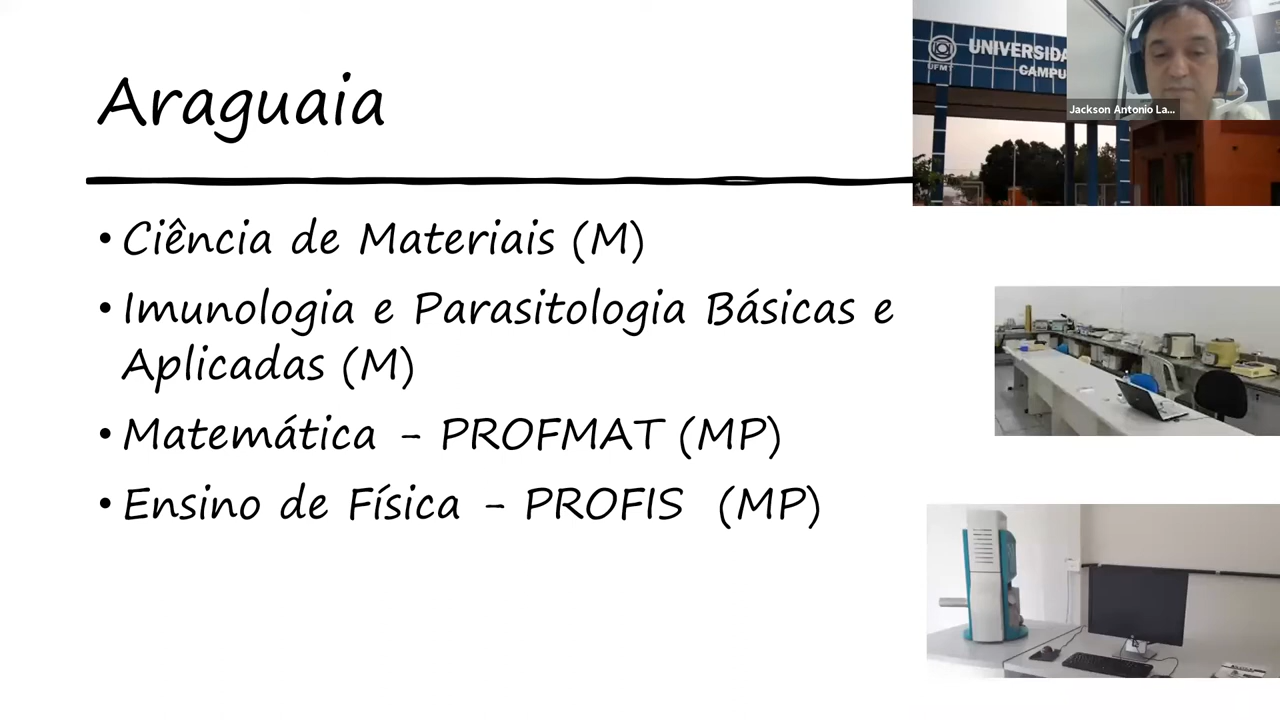 Araguaia
• Ciência de Materiais (M)
• Imunologia e Parasitologia Básicas e
Aplicadas (M)
• Matemática - PROFMAT (MP)
• Ensino de Física - PROFIS (MP)
UFMT
UNIVERSIDA
CAMPU
Jackson Antonio La...